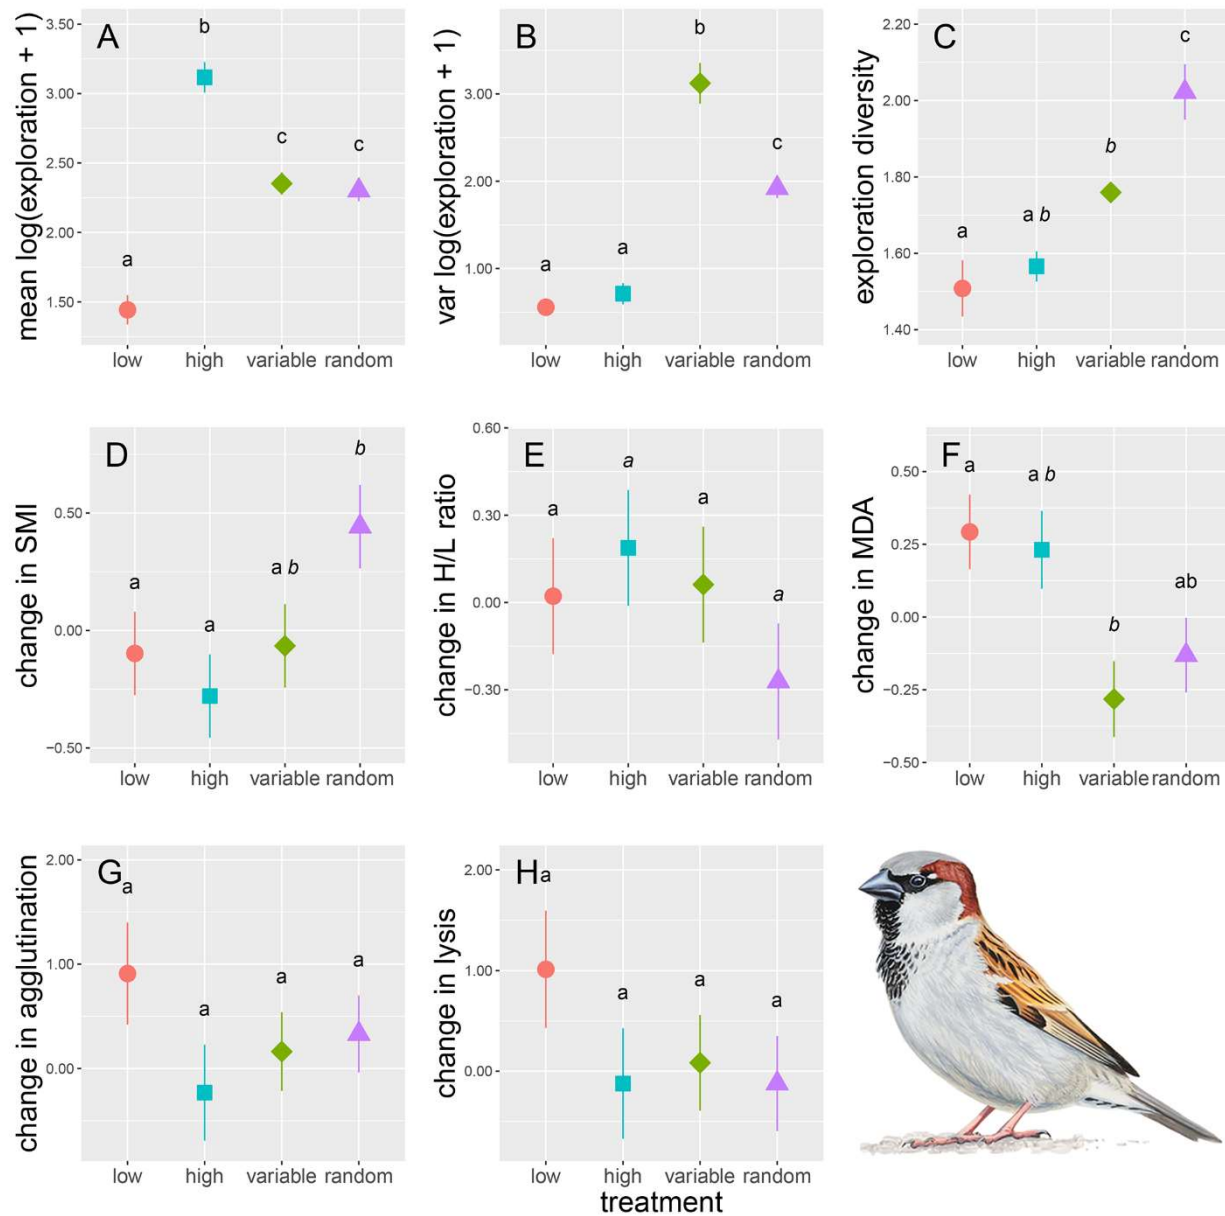 A
mean log(exploration + 1)
3.50
3.00
2.50
2.00
1.50
a
b
c
c
low high variable random
B
var log(exploration + 1)
3.00
2.00
1.00
a
a
b
c
low high variable random
C
exploration diversity
2.20
2.00
1.80
1.60
1.40
a
a b
b
c
low high variable random
D
change in SMI
0.50
0.00
−0.50
a
a
a b
b
low high variable random
E
change in H/L ratio
0.60
0.30
0.00
−0.30
a
a
a
a
low high variable random
F
change in MDA
0.50
0.25
0.00
−0.25
−0.50
a
a b
b
ab
low high variable random
G
change in agglutination
2.00
1.00
0.00
a
a
a
a
low high variable random
H
change in lysis
2.00
1.00
0.00
a
a
a
a
low high variable random
treatment